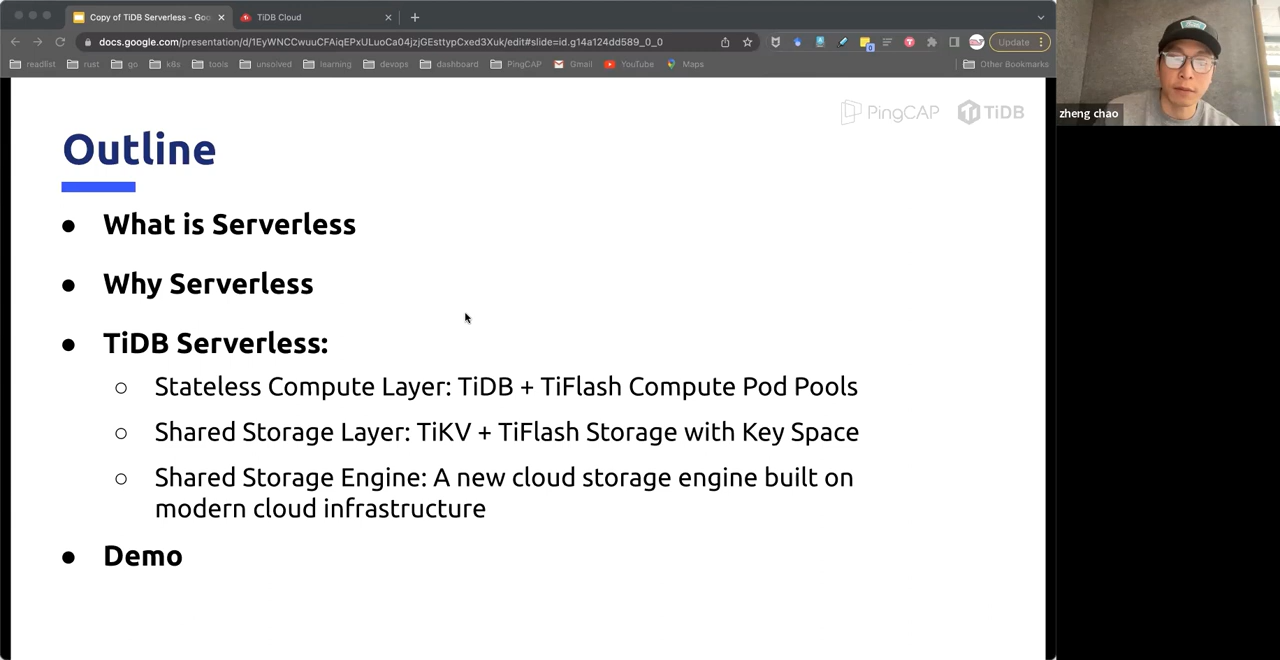 Copy of TiDB Serverless - Goo
TiDB Cloud
docs.google.com/presentation/d/1EyWNCCwuuCFAiqEPxULuoCa04jzjGEsttypCxed3Xuk/edit#slide=id.g14a124dd589_0_0
Update
readlist
rust
go
k8s
tools
unsolved
learning
devops
dashboard
PingCAP
Gmail
YouTube
Maps
Other Bookmarks
zheng chao
PingCAP
TiDB
Outline
● What is Serverless
● Why Serverless
● TiDB Serverless:
○ Stateless Compute Layer: TiDB + TiFlash Compute Pod Pools
○ Shared Storage Layer: TiKV + TiFlash Storage with Key Space
○ Shared Storage Engine: A new cloud storage engine built on
modern cloud infrastructure
● Demo